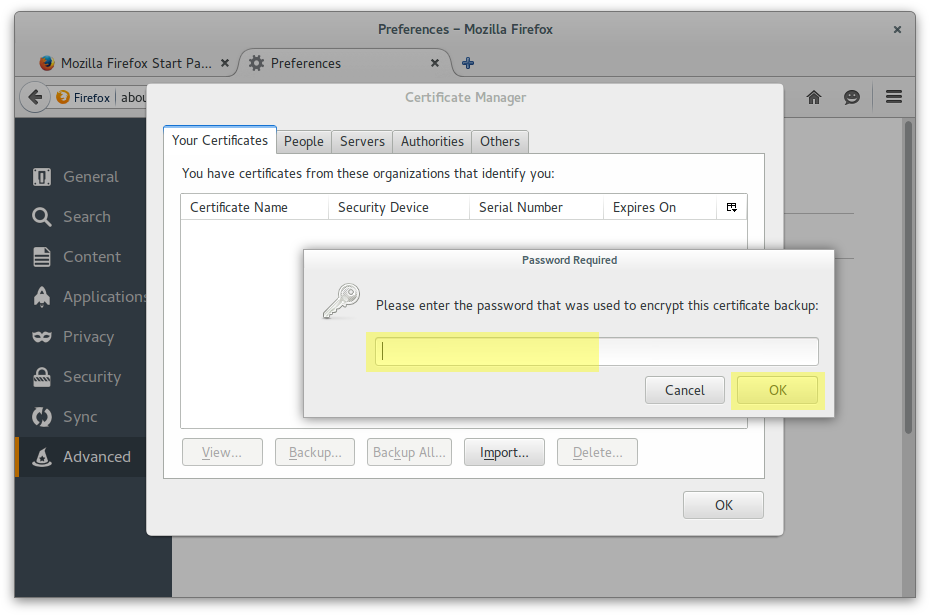 Preferences – Mozilla Firefox
Mozilla Firefox Start Pa...
Preferences
Firefox
abou
Certificate Manager
Your Certificates
People
Servers
Authorities
Others
You have certificates from these organizations that identify you:
Certificate Name
Security Device
Serial Number
Expires On
General
Search
Content
Applications
Privacy
Security
Sync
Advanced
Password Required
Please enter the password that was used to encrypt this certificate backup:
Cancel
OK
View...
Backup...
Backup All...
Import...
Delete...
OK